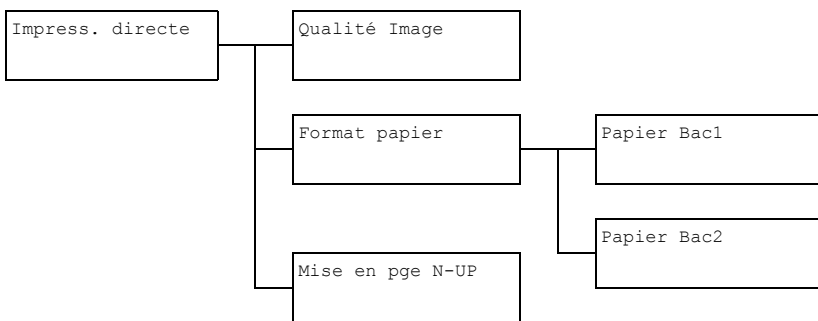 Impress. directe
Qualité Image
Format papier
Papier Bac1
Papier Bac2
Mise en pge N-UP